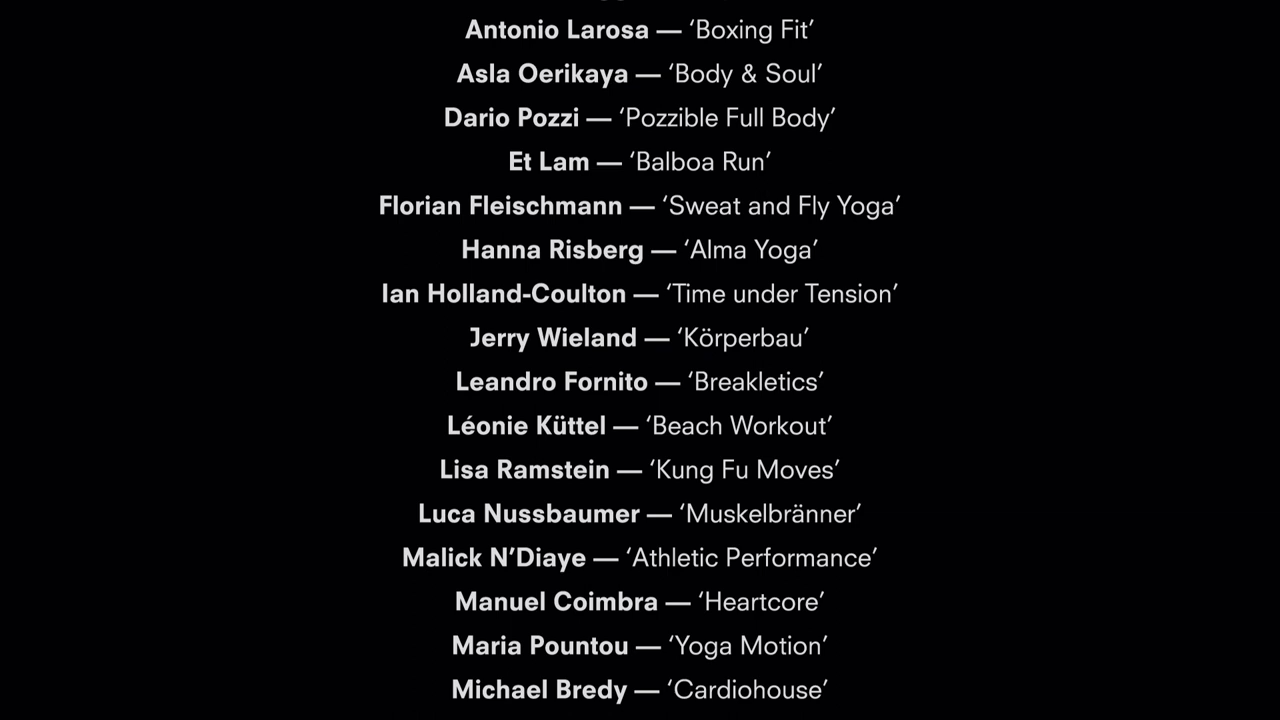 Antonio Larosa — ‘Boxing Fit’
Asla Oerikaya — ‘Body & Soul’
Dario Pozzi — ‘Pozzible Full Body’
Et Lam — ‘Balboa Run’
Florian Fleischmann — ‘Sweat and Fly Yoga’
Hanna Risberg — ‘Alma Yoga’
Ian Holland-Coulton — ‘Time under Tension’
Jerry Wieland — ‘Körperbau’
Leandro Fornito — ‘Breakletics’
Léonie Küttel — ‘Beach Workout’
Lisa Ramstein — ‘Kung Fu Moves’
Luca Nussbaumer — ‘Muskelbränner’
Malick N’Diaye — ‘Athletic Performance’
Manuel Coimbra — ‘Heartcore’
Maria Pountou — ‘Yoga Motion’
Michael Bredy — ‘Cardiohouse’